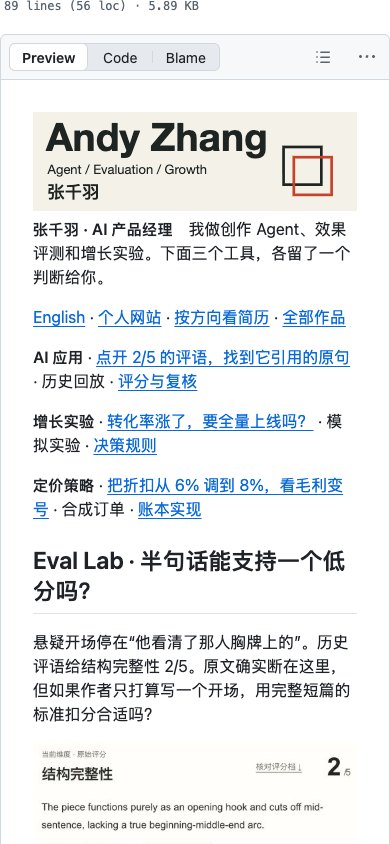 89 lines (56 loc) · 5.89 KB
Preview
Code
Blame
Andy Zhang
Agent / Evaluation / Growth
张千羽
张千羽 · AI 产品经理　我做创作 Agent、效果
评测和增长实验。下面三个工具，各留了一个
判断给你。
English · 个人网站 · 按方向看简历 · 全部作品
AI 应用 · 点开 2/5 的评语，找到它引用的原句
· 历史回放 · 评分与复核
增长实验 · 转化率涨了，要全量上线吗？ · 模
拟实验 · 决策规则
定价策略 · 把折扣从 6% 调到 8%，看毛利变
号 · 合成订单 · 账本实现
Eval Lab · 半句话能支持一个低
分吗?
悬疑开场停在“他看清了那人胸牌上的”。历史
评语给结构完整性 2/5。原文确实断在这里，
但如果作者只打算写一个开场，用完整短篇的
标准扣分合适吗?
当前维度 · 原始评分
结构完整性
核对评分档 ↓
2 /5
The piece functions purely as an opening hook and cuts off mid-
sentence, lacking a true beginning-middle-end arc.